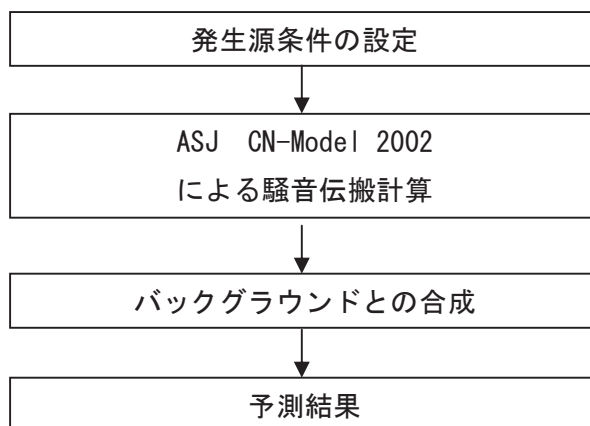 発生源条件の設定
ASJ CN-Model 2002
による騒音伝搬計算
バックグラウンドとの合成
予測結果